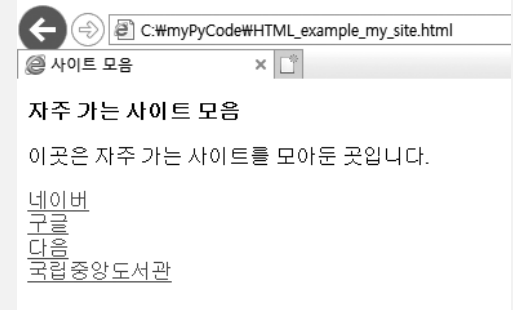 C:₩myPyCode₩HTML_example_my_site.html
사이트 모음
자주 가는 사이트 모음
이곳은 자주 가는 사이트를 모아둔 곳입니다.
네이버
구글
다음
국립중앙도서관